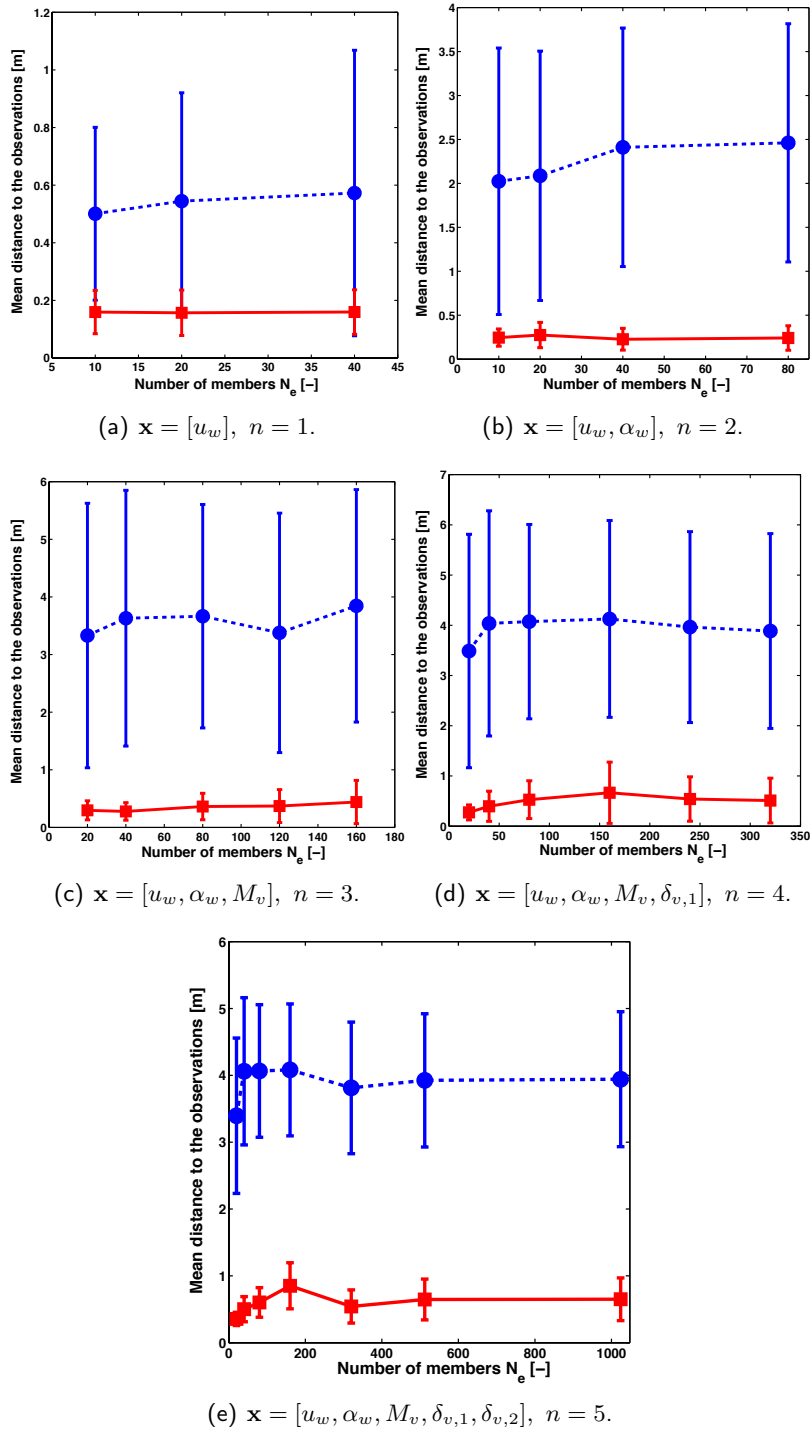 1.2
1
0.8
0.6
0.4
0.2
0
Mean distance to the observations [m]
5 10 15 20 25 30 35 40 45
Number of members N_e [−]
(a) x = [u_w], n = 1.
4
3.5
3
2.5
2
1.5
1
0.5
0
Mean distance to the observations [m]
0 10 20 30 40 50 60 70 80
Number of members N_e [−]
(b) x = [u_w, α_w], n = 2.
6
5
4
3
2
1
0
Mean distance to the observations [m]
0 20 40 60 80 100 120 140 160 180
Number of members N_e [−]
(c) x = [u_w, α_w, M_v], n = 3.
7
6
5
4
3
2
1
0
Mean distance to the observations [m]
0 50 100 150 200 250 300 350
Number of members N_e [−]
(d) x = [u_w, α_w, M_v, δ_{v,1}], n = 4.
6
5
4
3
2
1
0
Mean distance to the observations [m]
0 200 400 600 800 1000
Number of members N_e [−]
(e) x = [u_w, α_w, M_v, δ_{v,1}, δ_{v,2}], n = 5.